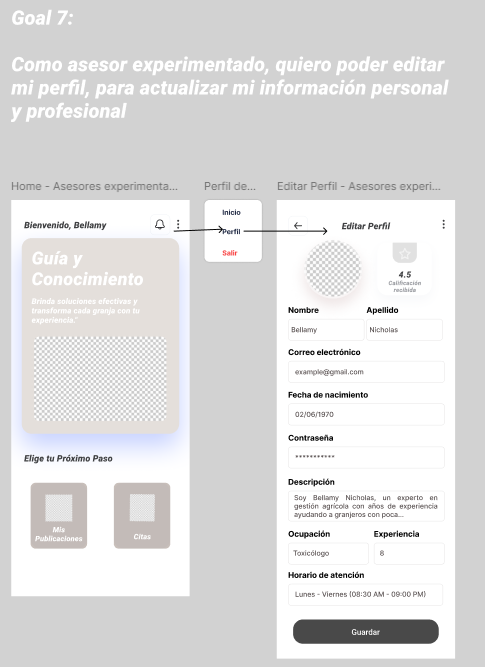 Goal 7:
Como asesor experimentado, quiero poder editar
mi perfil, para actualizar mi información personal
y profesional
Home - Asesores experimenta...
Perfil de...
Editar Perfil - Asesores experi...
Bienvenido, Bellamy
Guía y
Conocimiento
Brinda soluciones efectivas y
transforma cada granja con tu
experiencia."
Elige tu Próximo Paso
Mis
Publicaciones
Citas
Inicio
Perfil
Salir
Editar Perfil
4.5
Calificación
recibida
Nombre
Apellido
Bellamy
Nicholas
Correo electrónico
example@gmail.com
Fecha de nacimiento
02/06/1970
Contraseña
***********
Descripción
Soy Bellamy Nicholas, un experto en
gestión agrícola con años de experiencia
ayudando a granjeros con poca...
Ocupación
Experiencia
Toxicólogo
8
Horario de atención
Lunes - Viernes (08:30 AM - 09:00 PM)
Guardar